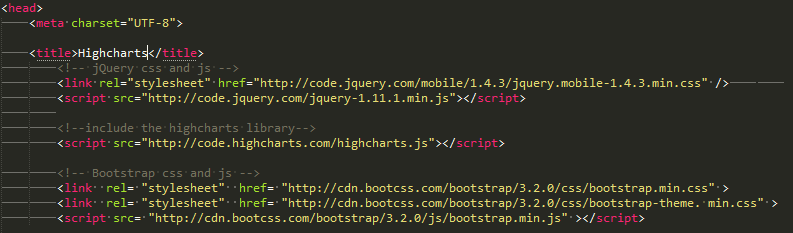 <head>
<meta charset="UTF-8">
<title>Highcharts</title>
<!-- jQuery css and js -->
<link rel="stylesheet" href="http://code.jquery.com/mobile/1.4.3/jquery.mobile-1.4.3.min.css" />
<script src="http://code.jquery.com/jquery-1.11.1.min.js"></script>
<!--include the highcharts library-->
<script src="http://code.highcharts.com/highcharts.js"></script>
<!-- Bootstrap css and js -->
<link  rel= "stylesheet"  href= "http://cdn.bootcss.com/bootstrap/3.2.0/css/bootstrap.min.css" >
<link  rel= "stylesheet"  href= "http://cdn.bootcss.com/bootstrap/3.2.0/css/bootstrap-theme. min.css" >
<script src= "http://cdn.bootcss.com/bootstrap/3.2.0/js/bootstrap.min.js" ></script>